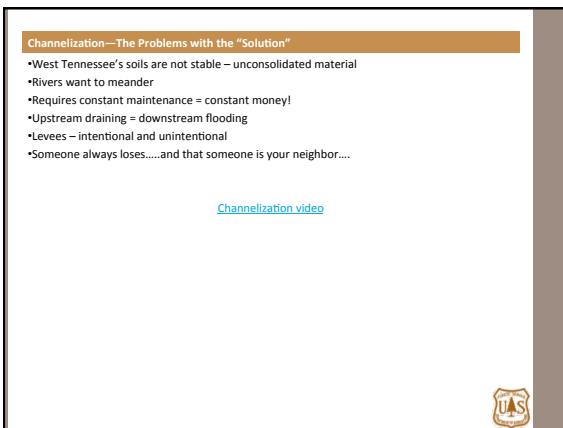 Channelization—The Problems with the “Solution”
•West Tennessee’s soils are not stable – unconsolidated material
•Rivers want to meander
•Requires constant maintenance = constant money!
•Upstream draining = downstream flooding
•Levees – intentional and unintentional
•Someone always loses…..and that someone is your neighbor….
Channelization video
U S